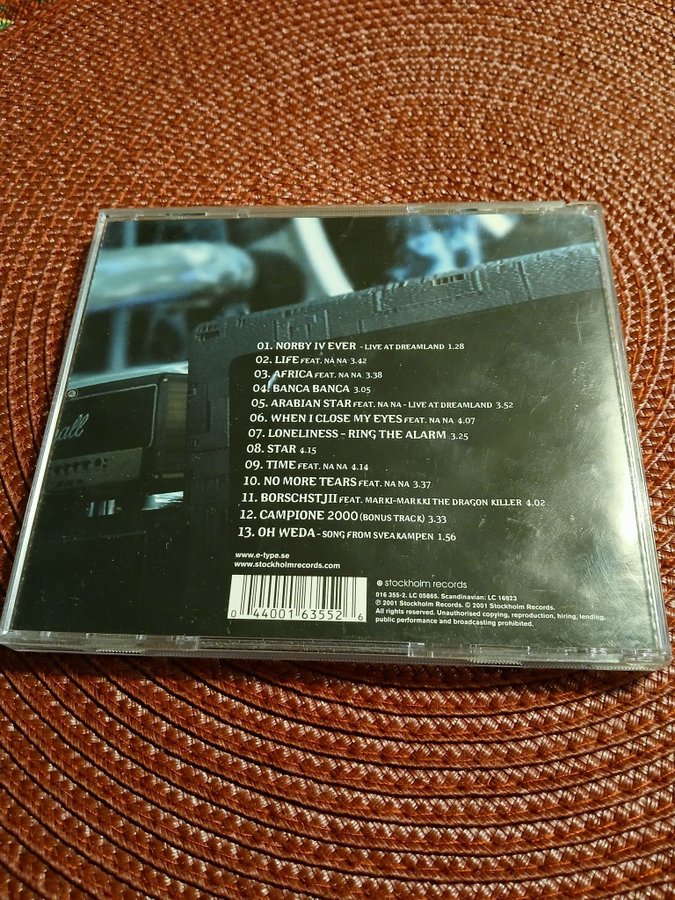 01. NORBY IV EVER - LIVE AT DREAMLAND 1.28
02. LIFE FEAT. NÁ NA 3.42
03. AFRICA FEAT. NA NA 3.38
04. BANCA BANCA 3.05
05. ARABIAN STAR FEAT. NA NA - LIVE AT DREAMLAND 3.52
06. WHEN I CLOSE MY EYES FEAT. NA NA 4.07
07. LONELINESS - RING THE ALARM 3.25
08. STAR 4.15
09. TIME FEAT. NA NA 4.14
10. NO MORE TEARS FEAT. NA NA 3.37
11. BORSCHSTJII FEAT. MARKI-MARKKI THE DRAGON KILLER 4.02
12. CAMPIONE 2000 (BONUS TRACK) 3.33
13. OH WEDA - SONG FROM SVEAKAMPEN 1.56
all
www.e-type.se
www.stockholmrecords.com
0 44001 63552 6
stockholm records
016 355-2. LC 05865. Scandinavian: LC 16923
℗ 2001 Stockholm Records. © 2001 Stockholm Records.
All rights reserved. Unauthorised copying, reproduction, hiring, lending,
public performance and broadcasting prohibited.